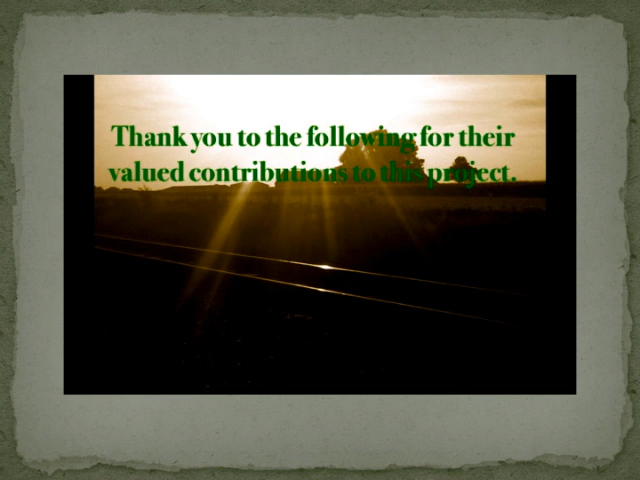 Thank you to the following for their
valued contributions to this project.